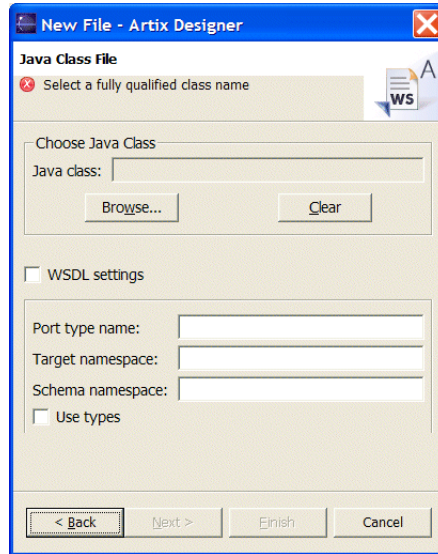 New File - Artix Designer
Java Class File
Select a fully qualified class name
A
WS
Choose Java Class
Java class:
Browse... Clear
WSDL settings
Port type name:
Target namespace:
Schema namespace:
Use types
< Back Next > Finish Cancel